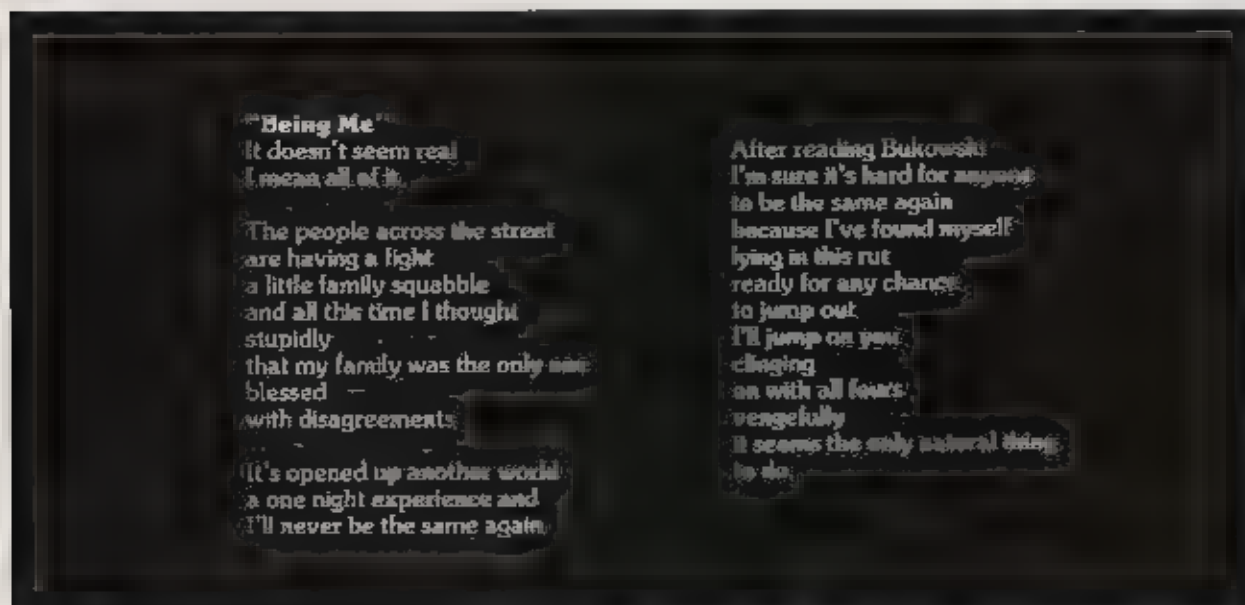 "Being Me"
It doesn't seem real
I mean all of it.
The people across the street
are having a fight
a little family squabble
and all this time I thought
stupidly
that my family was the only one
blessed
with disagreements
It's opened up another world
a one night experience and
I'll never be the same again.
After reading Bukowski
I'm sure it's hard for anyone
to be the same again
because I've found myself
lying in this rut
ready for any chance
to jump out
I'll jump on you
clinging
on with all fours
vengefully
it seems the only natural thing
to do.